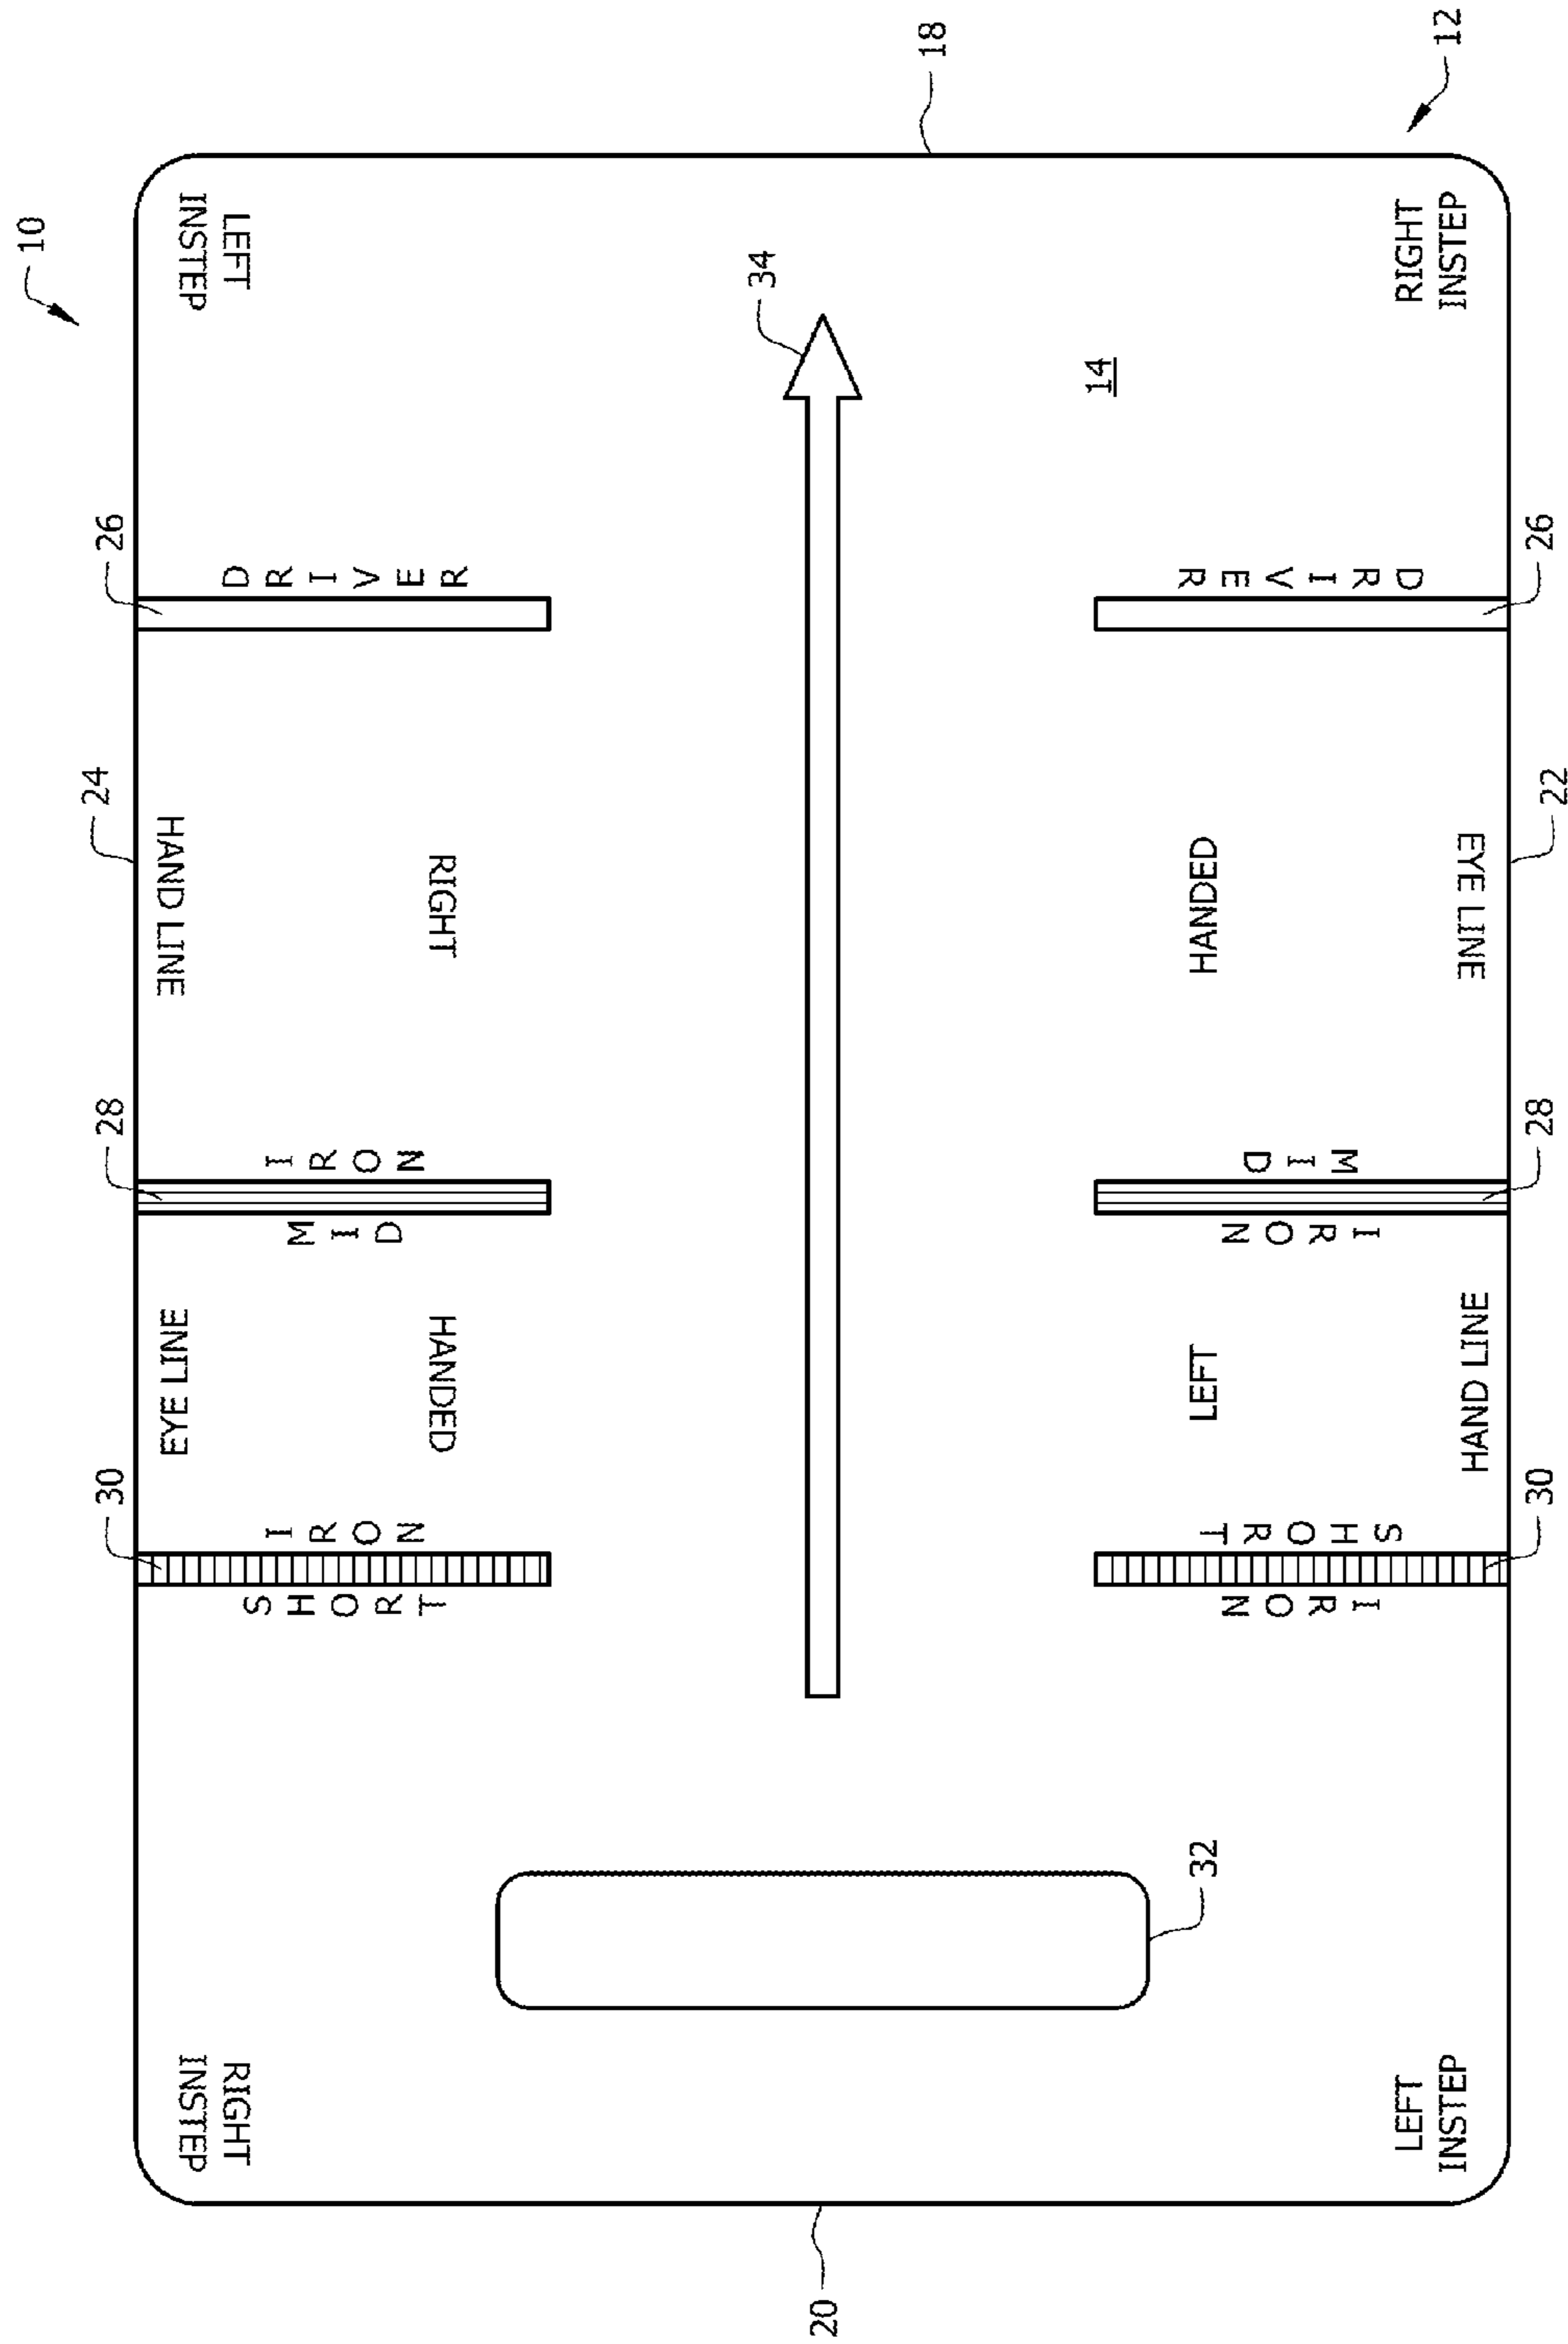 10
18
12
LEFT
INSTEP
RIGHT
INSTEP
34
14
26
DRIVER
DRIVER
26
24
HAND LINE
RIGHT
HANDED
EYE LINE
22
28
IRON
MID
MID
IRON
28
EYE LINE
HANDED
LEFT
HAND LINE
30
IRON
SHORT
SHORT
IRON
30
32
RIGHT
INSTEP
LEFT
INSTEP
20